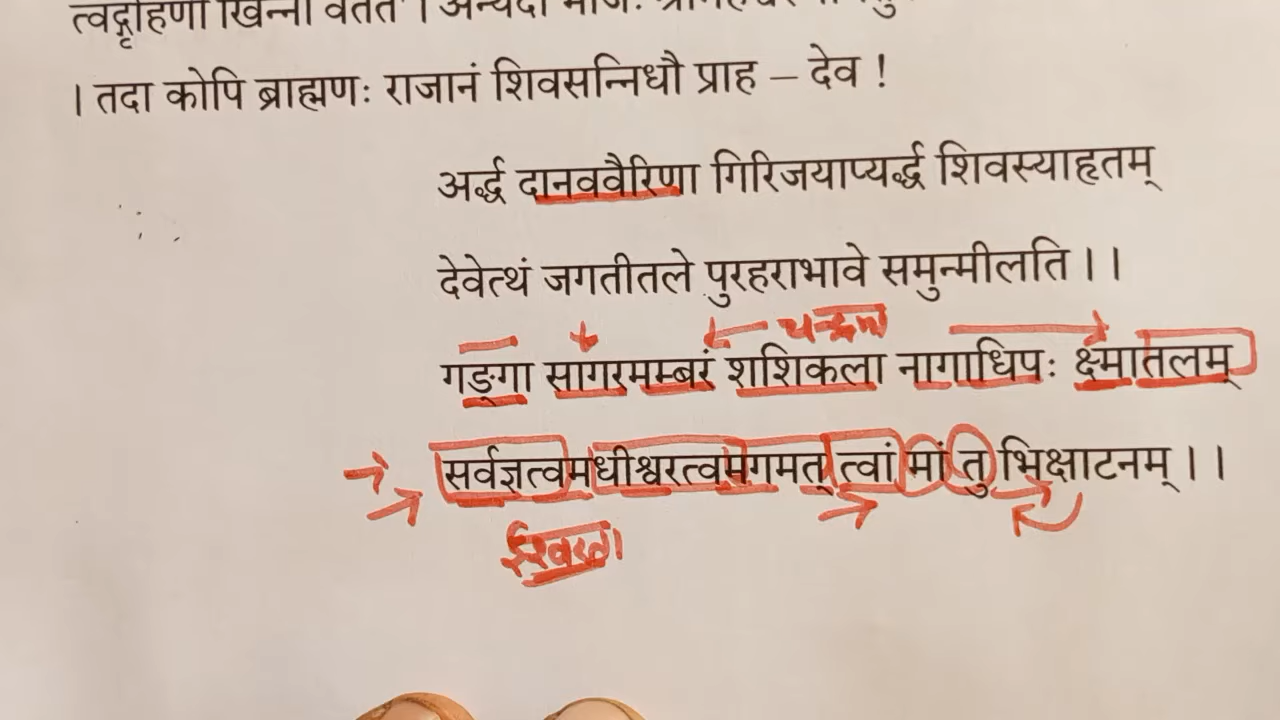 । तदा कोपि ब्राह्मणः राजानं शिवसन्निधौ प्राह – देव !
अर्द्ध दानववैरिणा गिरिजयाप्यर्द्ध शिवस्याहृतम्
देवेत्थं जगतीतले पुरहराभावे समुन्मीलति ।।
चन्द्रमा
गङ्गा सागरमम्बरं शशिकला नागाधिपः क्ष्मातलम्
सर्वज्ञत्वमधीश्वरत्वमगमत् त्वां मां तु भिक्षाटनम् ।।